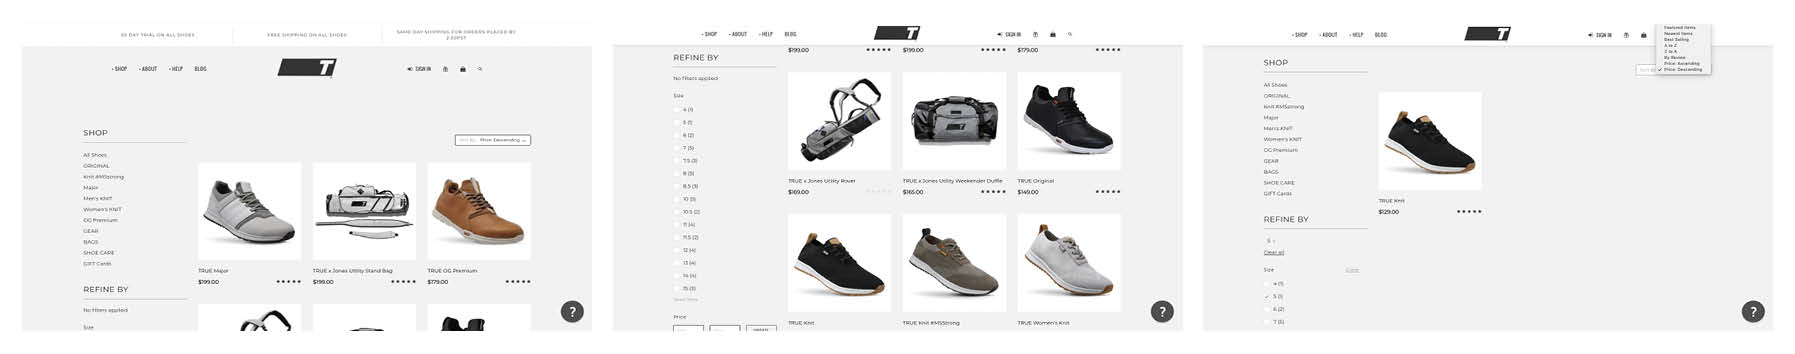 30 DAY TRIAL ON ALL SHOES
FREE SHIPPING ON ALL SHOES
SAME DAY SHIPPING FOR ORDERS PLACED BY
2:30PST
SHOP
ABOUT
HELP
BLOG
T
SIGN IN
SHOP
All Shoes
ORIGINAL
Knit #MSstrong
Major
Men's KNIT
Women's KNIT
OG Premium
GEAR
BAGS
SHOE CARE
GIFT Cards
REFINE BY
No filters applied
Size
Sort By: Price: Descending
TRUE Major
$199.00
TRUE x Jones Utility Stand Bag
$199.00
TRUE OG Premium
$179.00
?
SHOP
ABOUT
HELP
BLOG
T
SIGN IN
REFINE BY
No filters applied
Size
4 (1)
5 (1)
6 (2)
7 (5)
7.5 (3)
8 (5)
8.5 (3)
10 (5)
10.5 (2)
11 (4)
11.5 (2)
12 (4)
13 (4)
14 (4)
15 (3)
Price
$199.00
$199.00
$179.00
TRUE x Jones Utility Rover
$169.00
TRUE x Jones Utility Weekender Duffle
$165.00
TRUE Original
$149.00
TRUE Knit
TRUE Knit #MSStrong
TRUE Women's Knit
?
SHOP
ABOUT
HELP
BLOG
T
SIGN IN
Featured Items
Newest Items
Best Selling
A to Z
Z to A
By Review
Price: Ascending
Price: Descending
SHOP
All Shoes
ORIGINAL
Knit #MSstrong
Major
Men's KNIT
Women's KNIT
OG Premium
GEAR
BAGS
SHOE CARE
GIFT Cards
REFINE BY
5
Clear all
Size
Clear
4 (1)
5 (1)
6 (2)
7 (5)
TRUE Knit
$129.00
?